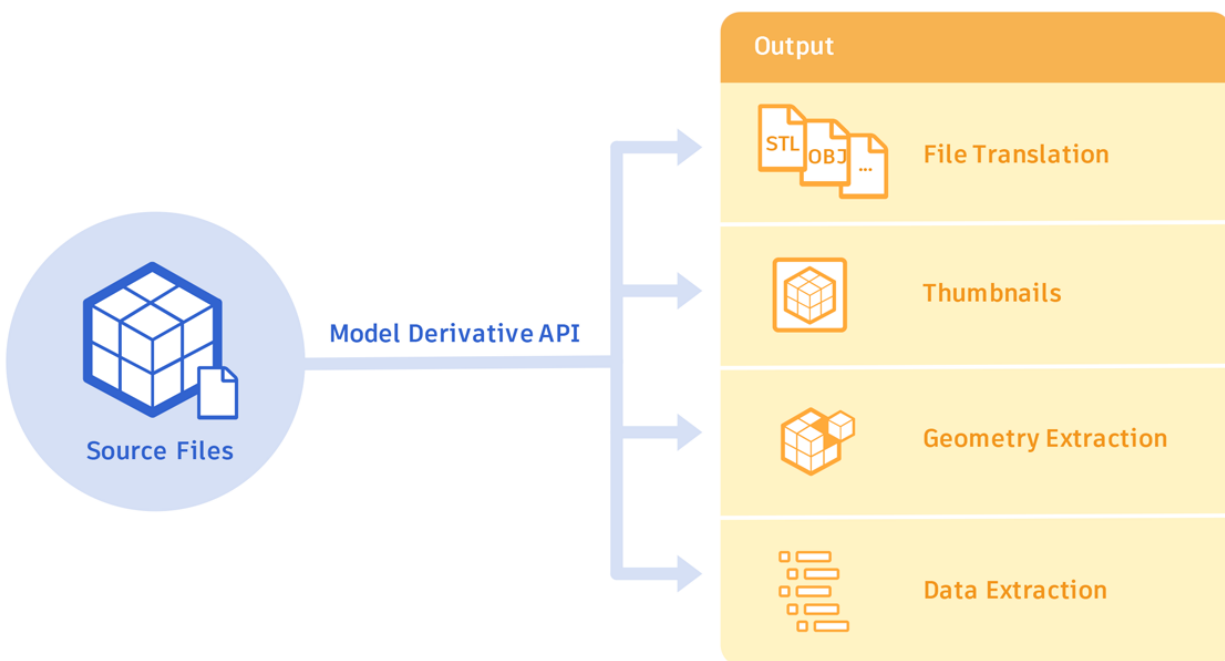 Output
STL
OBJ
...
File Translation
Thumbnails
Model Derivative API
Source Files
Geometry Extraction
Data Extraction